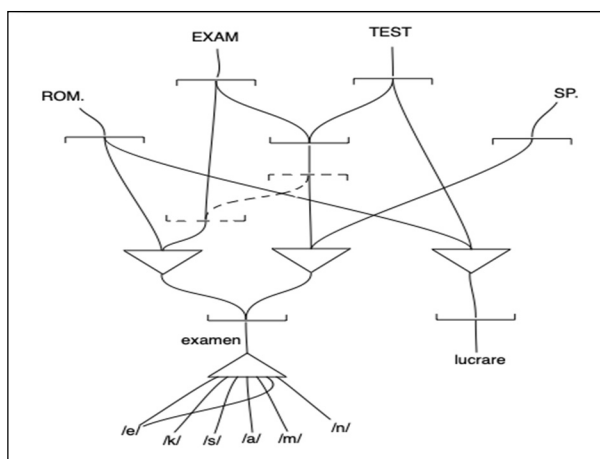 EXAM
TEST
ROM.
SP.
examen
lucrare
/e/ /k/ /s/ /a/ /m/ /n/